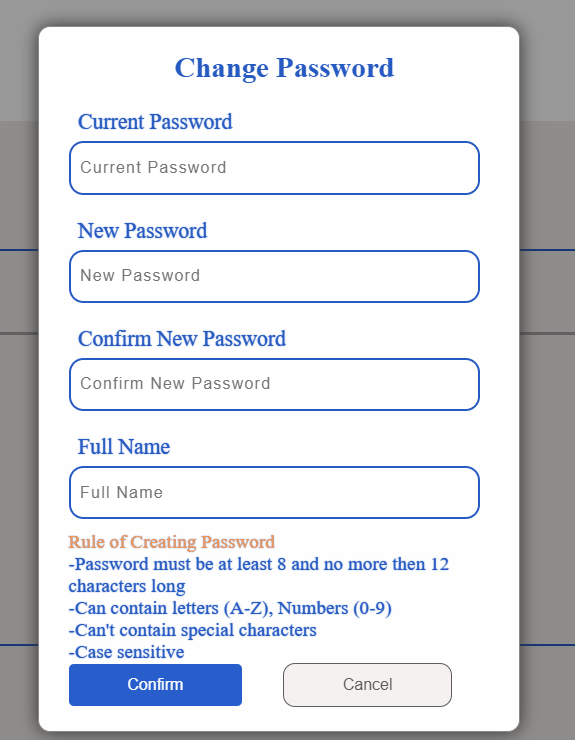 Change Password
Current Password
Current Password
New Password
New Password
Confirm New Password
Confirm New Password
Full Name
Full Name
Rule of Creating Password
-Password must be at least 8 and no more then 12
characters long
-Can contain letters (A-Z), Numbers (0-9)
-Can't contain special characters
-Case sensitive
Confirm
Cancel